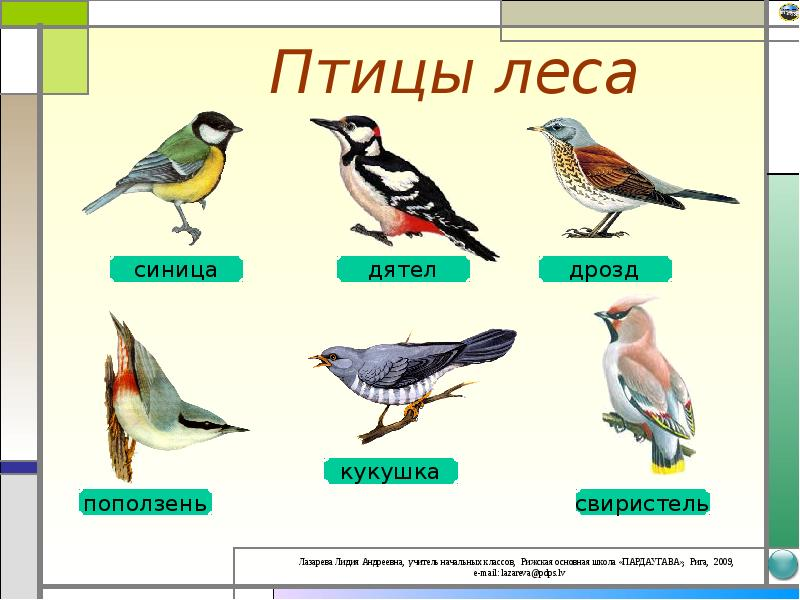 Птицы леса
синица
дятел
дрозд
кукушка
поползень
свиристель
Лазарева Лидия Андреевна, учитель начальных классов, Рижская основная школа «ПАРДАУГАВА», Рига, 2009,
e-mail: lazareva@pdps.lv